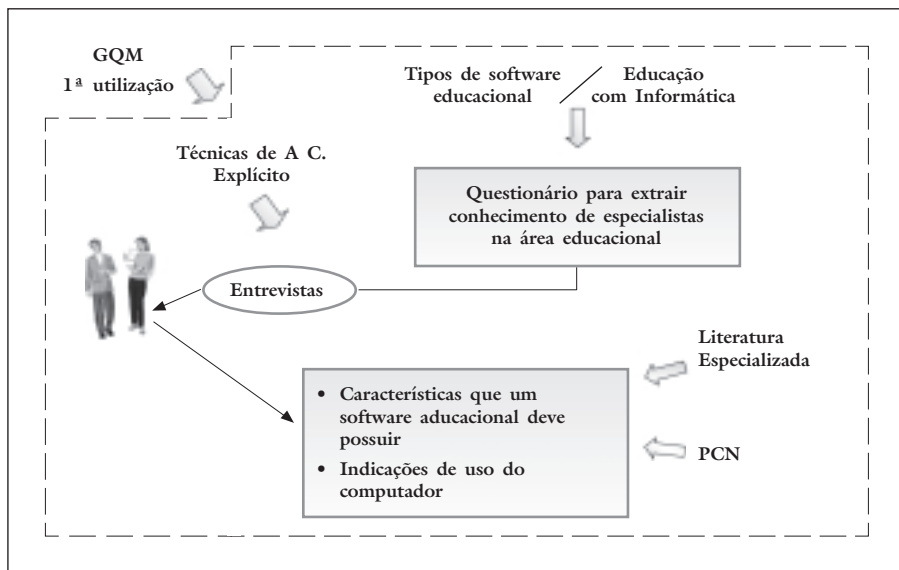 GQM
1ª utilização
Tipos de software
educacional
Educação
com Informática
Técnicas de A C.
Explícito
Questionário para extrair
conhecimento de especialistas
na área educacional
Entrevistas
Literatura
Especializada
• Características que um
software aducacional deve
possuir
• Indicações de uso do
computador
PCN